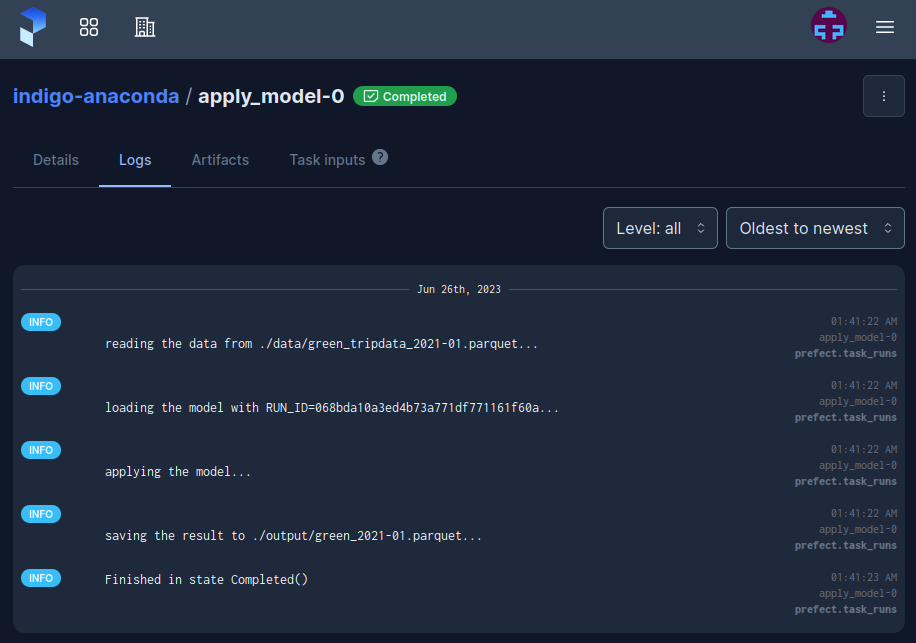 indigo-anaconda / apply_model-0 Completed
Details Logs Artifacts Task inputs ?
Level: all Oldest to newest
Jun 26th, 2023
INFO 01:41:22 AM
apply_model-0
reading the data from ./data/green_tripdata_2021-01.parquet...
prefect.task_runs
INFO 01:41:22 AM
apply_model-0
loading the model with RUN_ID=068bda10a3ed4b73a771df771161f60a...
prefect.task_runs
INFO 01:41:22 AM
apply_model-0
applying the model...
prefect.task_runs
INFO 01:41:22 AM
apply_model-0
saving the result to ./output/green_2021-01.parquet...
prefect.task_runs
INFO Finished in state Completed() 01:41:23 AM
apply_model-0
prefect.task_runs